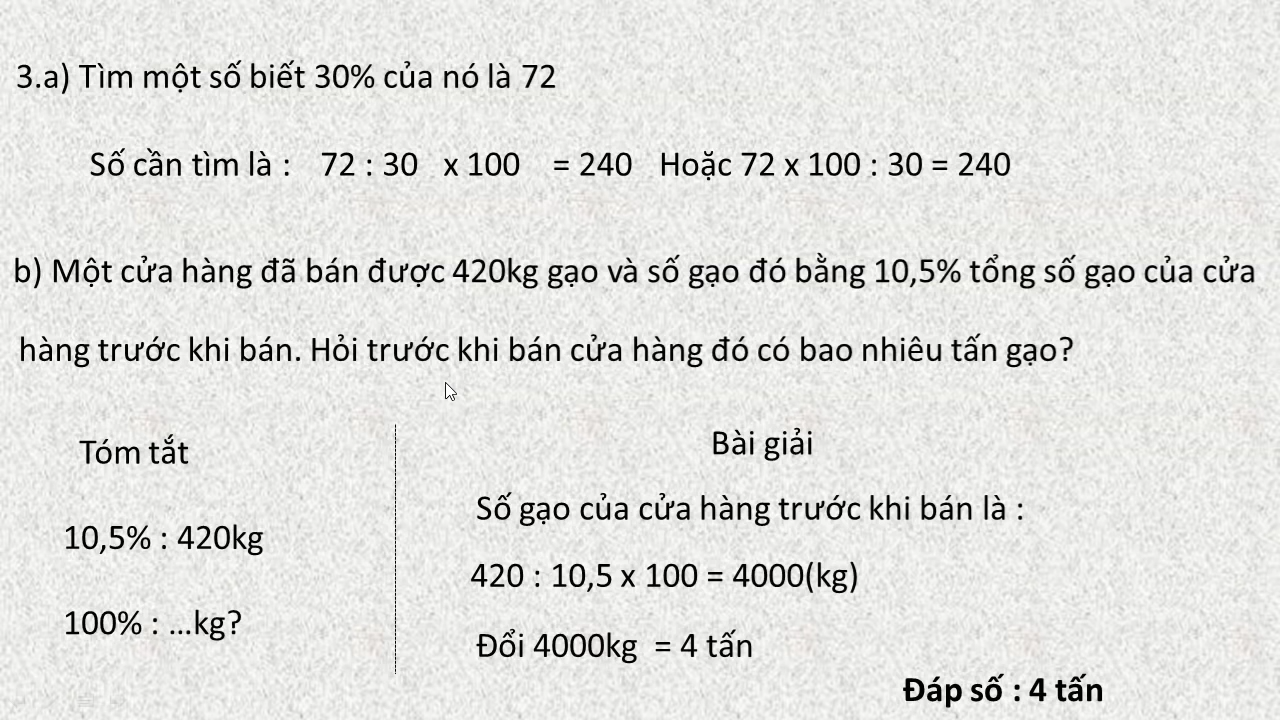 3.a) Tìm một số biết 30% của nó là 72
Số cần tìm là : 72 : 30 x 100 = 240 Hoặc 72 x 100 : 30 = 240
b) Một cửa hàng đã bán được 420kg gạo và số gạo đó bằng 10,5% tổng số gạo của cửa
hàng trước khi bán. Hỏi trước khi bán cửa hàng đó có bao nhiêu tấn gạo?
Tóm tắt
10,5% : 420kg
100% : ...kg?
Bài giải
Số gạo của cửa hàng trước khi bán là :
420 : 10,5 x 100 = 4000(kg)
Đổi 4000kg = 4 tấn
Đáp số : 4 tấn